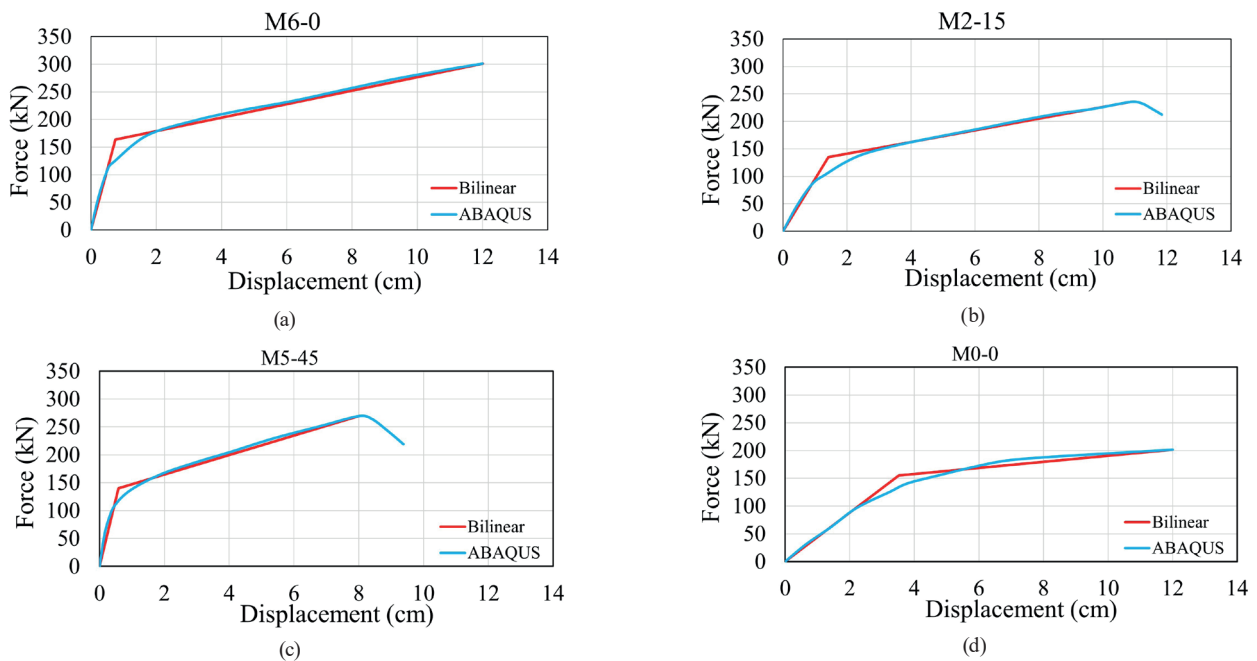 M6-0
350
300
250
200
150
100
50
0
Force (kN)
Bilinear
ABAQUS
0 2 4 6 8 10 12 14
Displacement (cm)
(a)
M2-15
350
300
250
200
150
100
50
0
Force (kN)
Bilinear
ABAQUS
0 2 4 6 8 10 12 14
Displacement (cm)
(b)
M5-45
350
300
250
200
150
100
50
0
Force (kN)
Bilinear
ABAQUS
0 2 4 6 8 10 12 14
Displacement (cm)
(c)
M0-0
350
300
250
200
150
100
50
0
Force (kN)
Bilinear
ABAQUS
0 2 4 6 8 10 12 14
Displacement (cm)
(d)